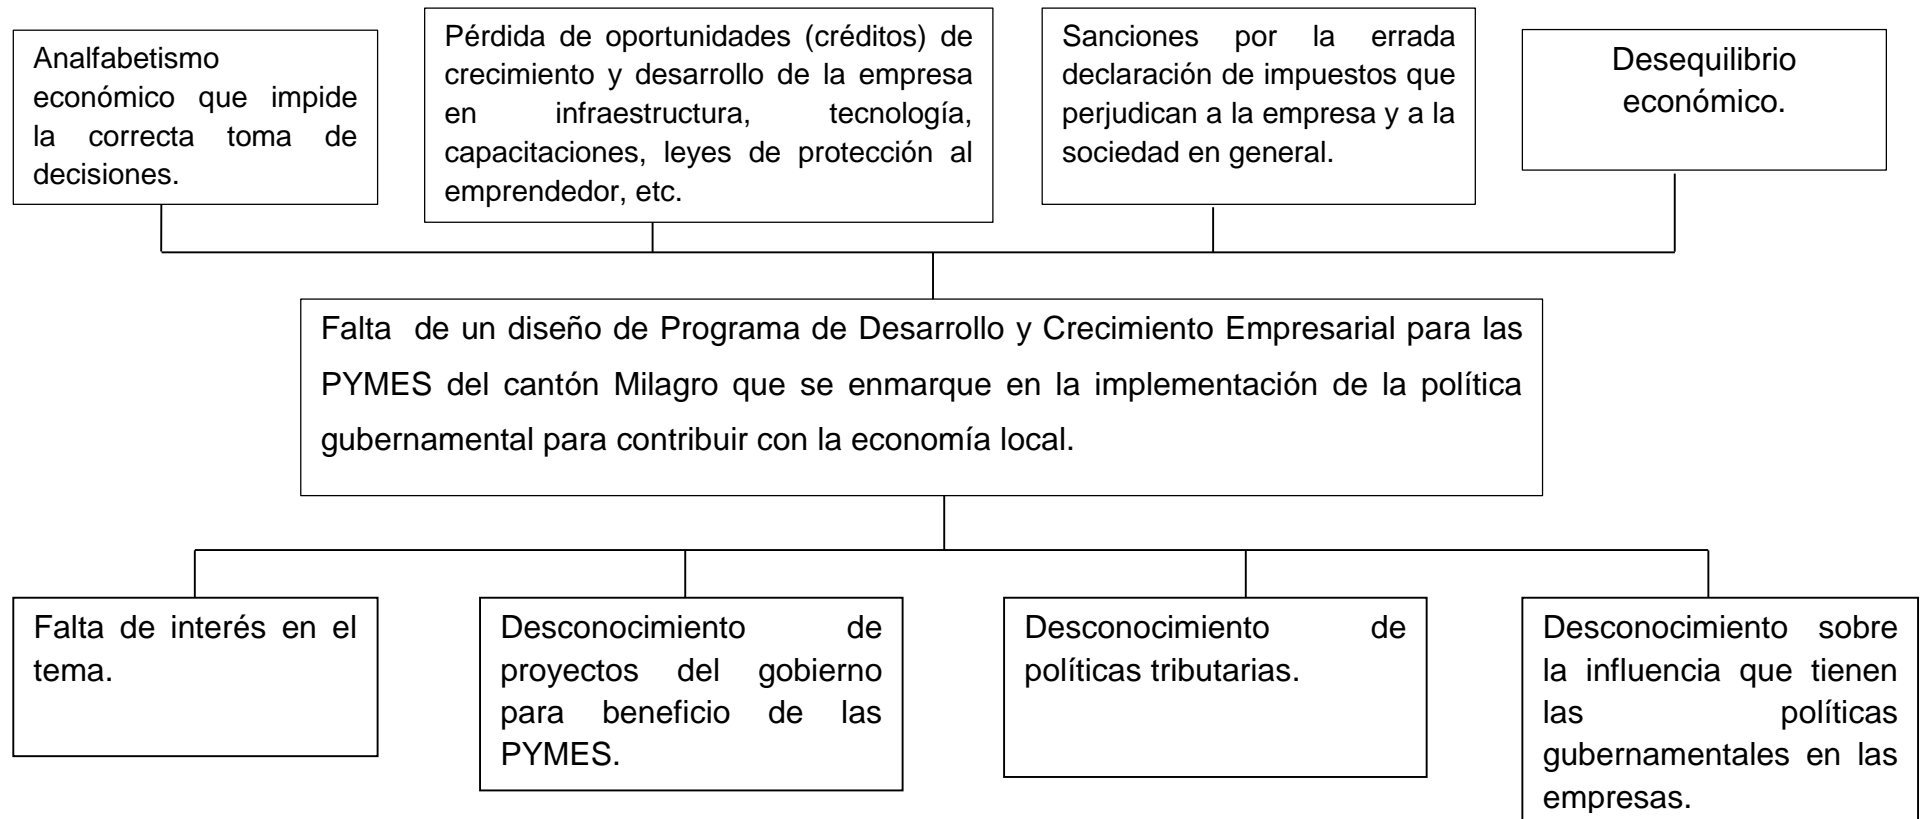 Analfabetismo
económico que impide
la correcta toma de
decisiones.
Pérdida de oportunidades (créditos) de
crecimiento y desarrollo de la empresa
en infraestructura, tecnología,
capacitaciones, leyes de protección al
emprendedor, etc.
Sanciones por la errada
declaración de impuestos que
perjudican a la empresa y a la
sociedad en general.
Desequilibrio
económico.
Falta de un diseño de Programa de Desarrollo y Crecimiento Empresarial para las
PYMES del cantón Milagro que se enmarque en la implementación de la política
gubernamental para contribuir con la economía local.
Falta de interés en el
tema.
Desconocimiento de
proyectos del gobierno
para beneficio de las
PYMES.
Desconocimiento de
políticas tributarias.
Desconocimiento sobre
la influencia que tienen
las políticas
gubernamentales en las
empresas.